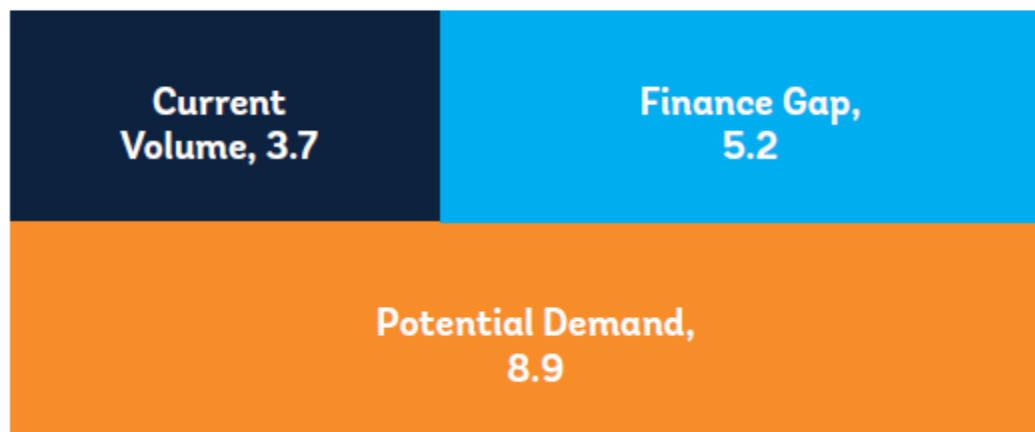 Current
Volume, 3.7
Finance Gap,
5.2
Potential Demand,
8.9